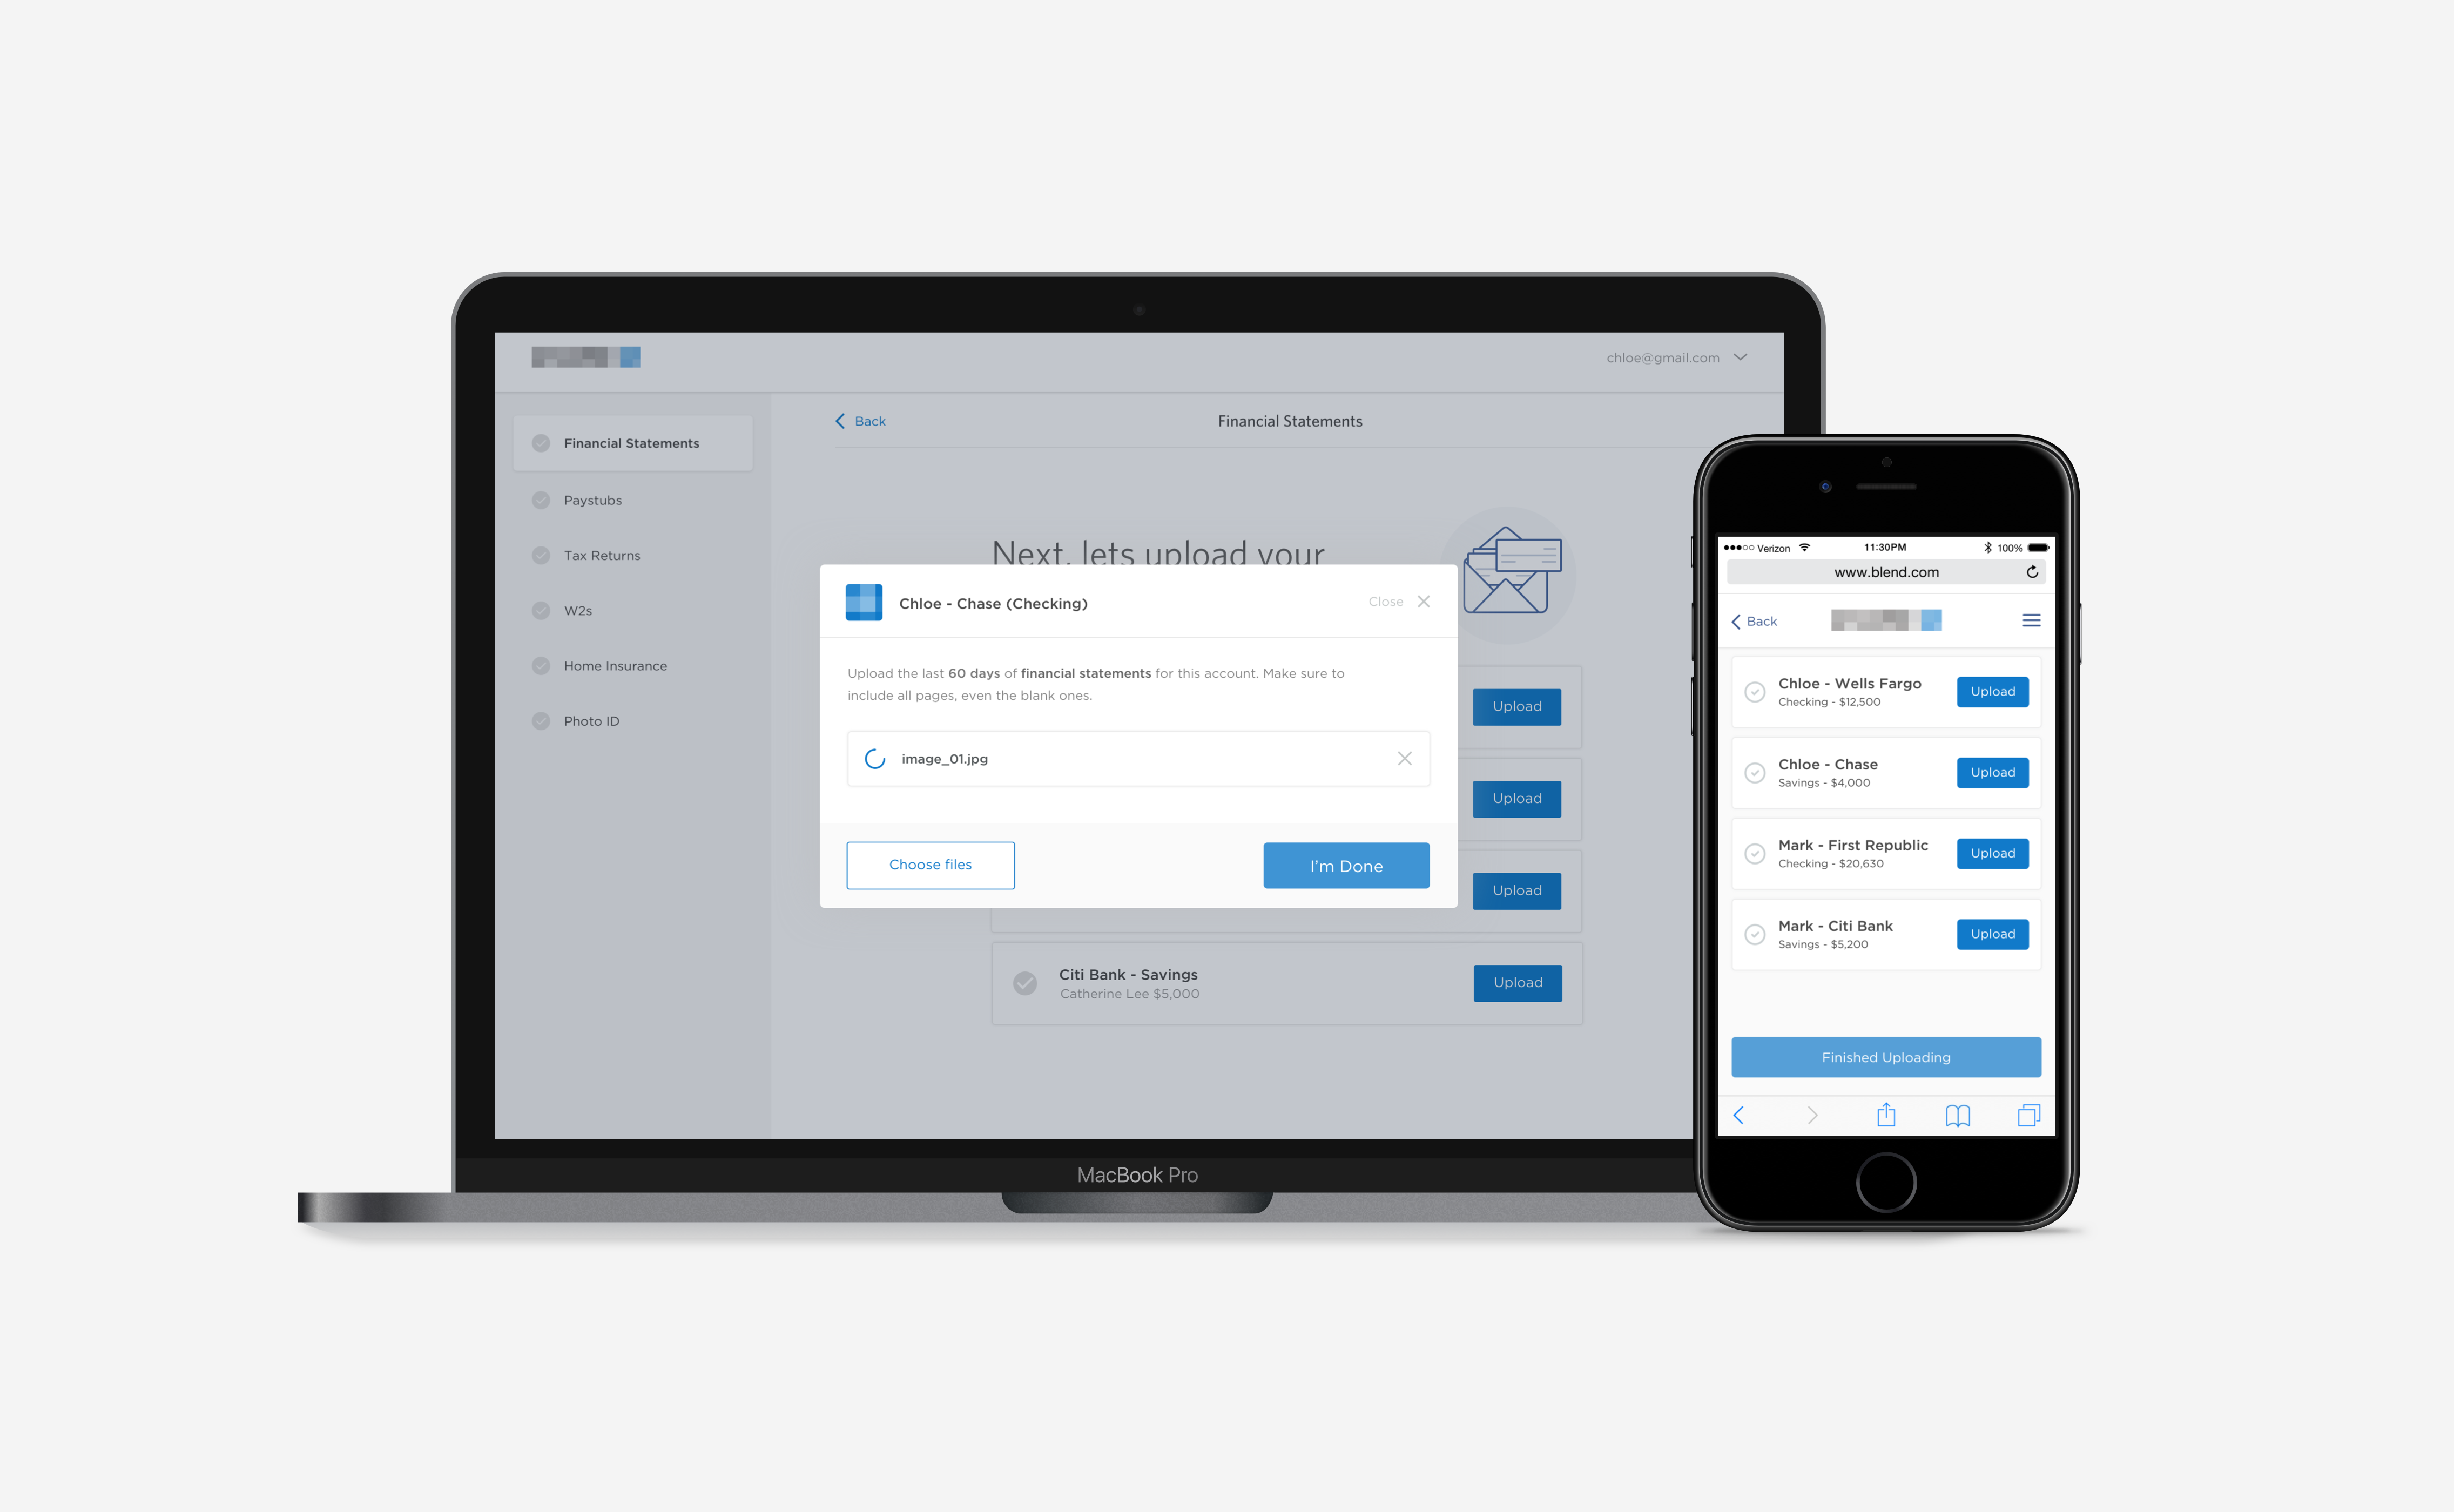 chloe@gmail.com
Financial Statements
Paystubs
Tax Returns
W2s
Home Insurance
Photo ID
Back
Financial Statements
Next, lets upload your
Chloe - Chase (Checking)
Close
Upload the last 60 days of financial statements for this account. Make sure to
include all pages, even the blank ones.
image_01.jpg
Choose files
I'm Done
Upload
Upload
Upload
Citi Bank - Savings
Catherine Lee $5,000
Upload
MacBook Pro
Verizon
11:30PM
100%
www.blend.com
Back
Chloe - Wells Fargo
Checking - $12,500
Upload
Chloe - Chase
Savings - $4,000
Upload
Mark - First Republic
Checking - $20,630
Upload
Mark - Citi Bank
Savings - $5,200
Upload
Finished Uploading